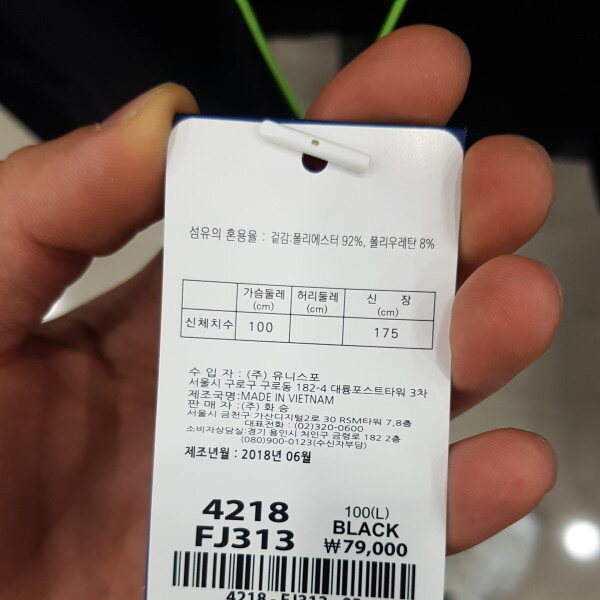 섬유의 혼용율 : 겉감:폴리에스터 92%, 폴리우레탄 8%
가슴둘레 (cm) 허리둘레 (cm) 신 장 (cm)
신체치수 100 175
수 입 자 : (주) 유니스포
서울시 구로구 구로동 182-4 대륭포스트타워 3차
제조국명:MADE IN VIETNAM
판 매 자 : (주) 화 승
서울시 금천구 가산디지털2로 30 RSM타워 7,8층
대표전화 : (02)320-0600
소비자상담실:경기 용인시 처인구 금령로 182 2층
(080)900-0123(수신자부담)
제조년월 : 2018년 06월
4218 100(L)
FJ313 BLACK
₩79,000
4218-FJ313